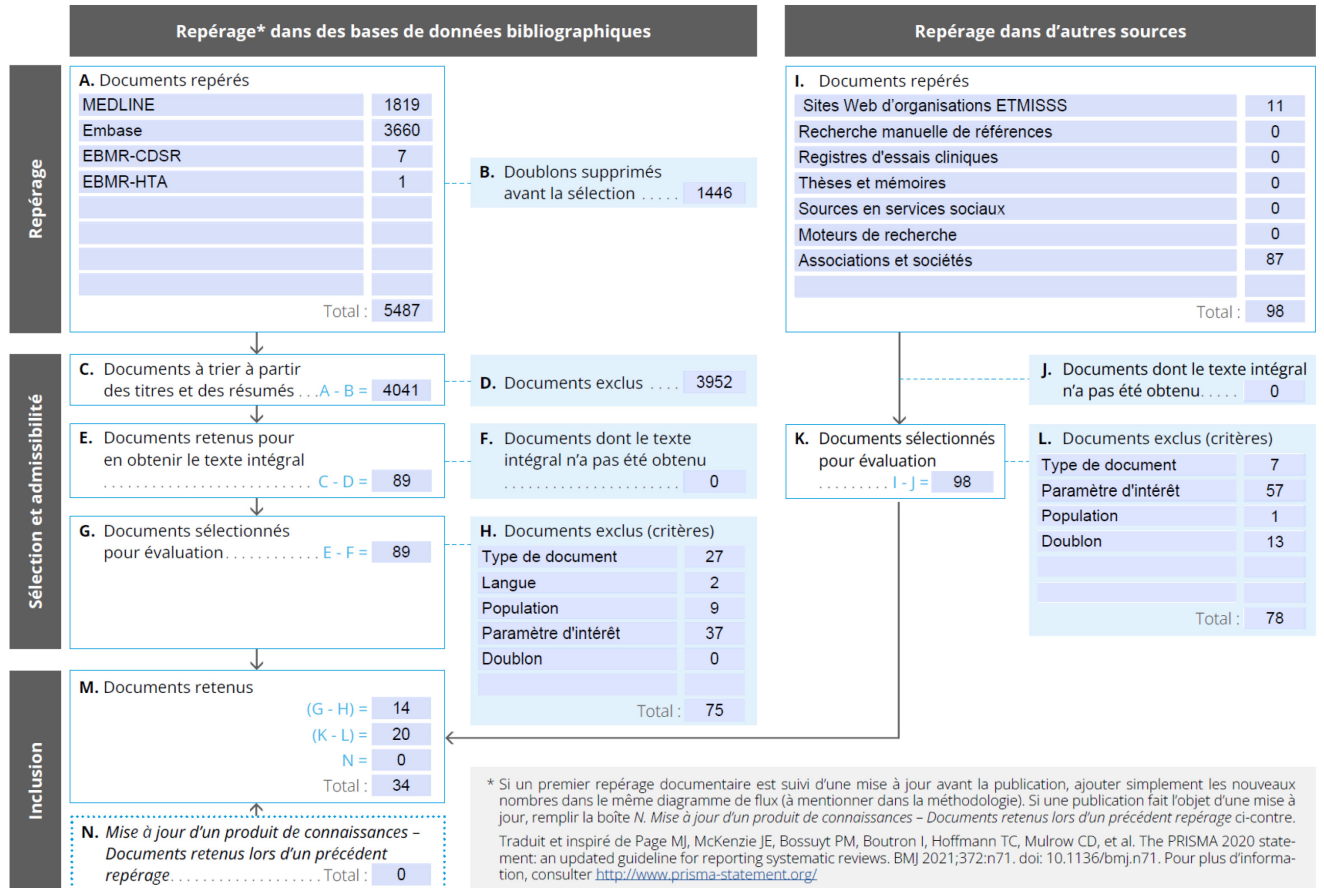 Repérage* dans des bases de données bibliographiques
Repérage dans d'autres sources
Repérage
A. Documents repérés
MEDLINE 1819
Embase 3660
EBMR-CDSR 7
EBMR-HTA 1
Total : 5487
B. Doublons supprimés
avant la sélection ..... 1446
I. Documents repérés
Sites Web d'organisations ETMISSS 11
Recherche manuelle de références 0
Registres d'essais cliniques 0
Thèses et mémoires 0
Sources en services sociaux 0
Moteurs de recherche 0
Associations et sociétés 87
Total : 98
Sélection et admissibilité
C. Documents à trier à partir
des titres et des résumés ...A - B = 4041
D. Documents exclus .... 3952
J. Documents dont le texte intégral
n'a pas été obtenu..... 0
E. Documents retenus pour
en obtenir le texte intégral
......................... C - D = 89
F. Documents dont le texte
intégral n'a pas été obtenu
...................... 0
K. Documents sélectionnés
pour évaluation
......... I - J = 98
L. Documents exclus (critères)
Type de document 7
Paramètre d'intérêt 57
Population 1
Doublon 13
Total : 78
G. Documents sélectionnés
pour évaluation............ E - F = 89
H. Documents exclus (critères)
Type de document 27
Langue 2
Population 9
Paramètre d'intérêt 37
Doublon 0
Total : 75
Inclusion
M. Documents retenus
(G - H) = 14
(K - L) = 20
N = 0
Total : 34
N. Mise à jour d'un produit de connaissances –
Documents retenus lors d'un précédent
repérage.................. Total : 0
* Si un premier repérage documentaire est suivi d'une mise à jour avant la publication, ajouter simplement les nouveaux
nombres dans le même diagramme de flux (à mentionner dans la méthodologie). Si une publication fait l'objet d'une mise à
jour, remplir la boîte N. Mise à jour d'un produit de connaissances – Documents retenus lors d'un précédent repérage ci-contre.
Traduit et inspiré de Page MJ, McKenzie JE, Bossuyt PM, Boutron I, Hoffmann TC, Mulrow CD, et al. The PRISMA 2020 state-
ment: an updated guideline for reporting systematic reviews. BMJ 2021;372:n71. doi: 10.1136/bmj.n71. Pour plus d'informa-
tion, consulter http://www.prisma-statement.org/